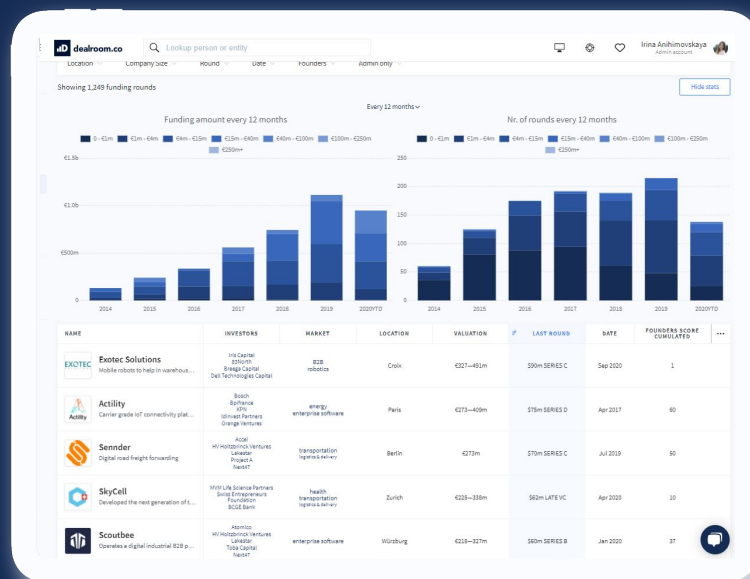 dealroom.co
Lookup person or entity
Irina Anihimovskaya
Admin account
Location
Company Size
Round
Date
Founders
Admin only
Showing 1,249 funding rounds
Hide stats
Every 12 months
Funding amount every 12 months
0 - €1m €1m - €4m €4m - €15m €15m - €40m €40m - €100m €100m - €250m
€250m+
€1.5b
€1.0b
€500m
0
2014 2015 2016 2017 2018 2019 2020YTD
Nr. of rounds every 12 months
0 - €1m €1m - €4m €4m - €15m €15m - €40m €40m - €100m €100m - €250m
€250m+
250
200
150
100
50
0
2014 2015 2016 2017 2018 2019 2020YTD
NAME INVESTORS MARKET LOCATION VALUATION LAST ROUND DATE FOUNDERS SCORE
CUMULATED ...
EXOTEC
Exotec Solutions
Mobile robots to help in warehous...
Iris Capital
83North
Breega Capital
Dell Technologies Capital
B2B
robotics
Croix
€327—491m
$90m SERIES C
Sep 2020
1
Actility
Actility
Carrier grade IoT connectivity plat...
Bosch
Bpifrance
KPN
Idinvest Partners
Orange Ventures
energy
enterprise software
Paris
€273—409m
$75m SERIES D
Apr 2017
60
Sennder
Digital road freight forwarding
Accel
HV Holtzbrinck Ventures
Lakestar
Project A
Next47
transportation
logistics & delivery
Berlin
€273m
$70m SERIES C
Jul 2019
50
SkyCell
Developed the next generation of t...
MVM Life Science Partners
Swiss Entrepreneurs
Foundation
BCGE Bank
health
transportation
logistics & delivery
Zurich
€225—338m
$62m LATE VC
Apr 2020
10
Scoutbee
Operates a digital industrial B2B p...
Atomico
HV Holtzbrinck Ventures
Lakestar
Toba Capital
Next47
enterprise software
Würzburg
€218—327m
$60m SERIES B
Jan 2020
37